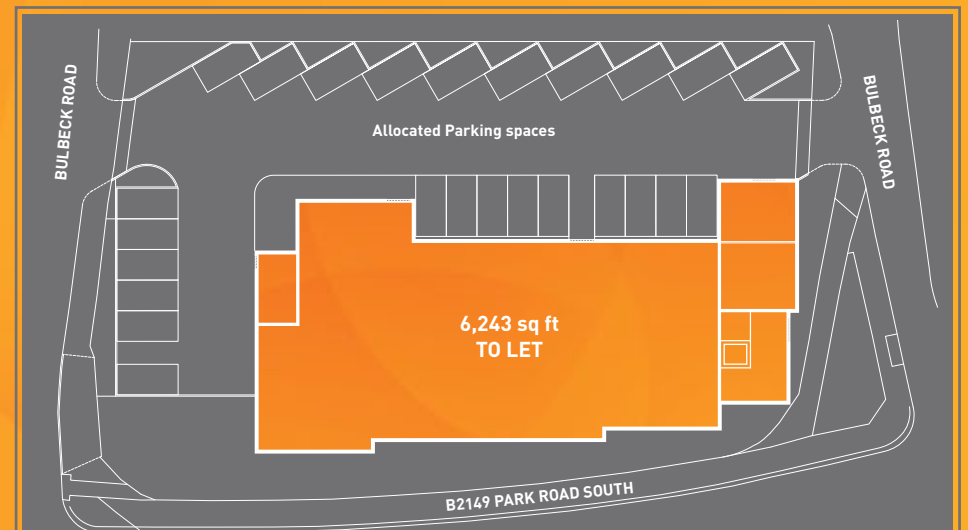 BULBECK ROAD
BULBECK ROAD
Allocated Parking spaces
6,243 sq ft
TO LET
B2149 PARK ROAD SOUTH